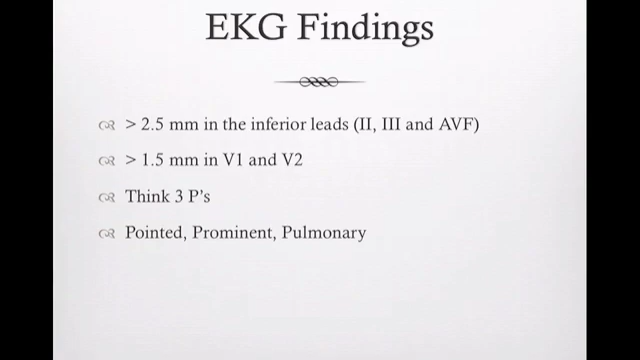 EKG Findings
> 2.5 mm in the inferior leads (II, III and AVF)
> 1.5 mm in V1 and V2
Think 3 P's
Pointed, Prominent, Pulmonary